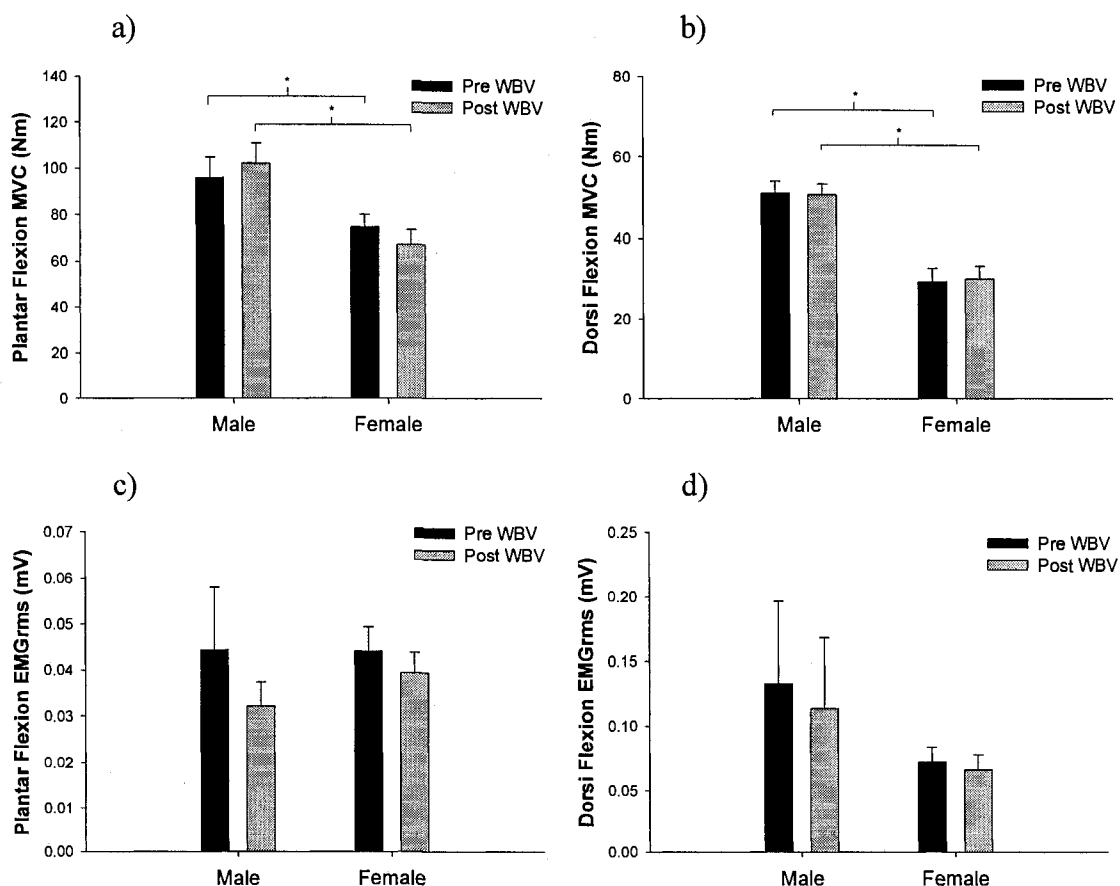 a)
Plantar Flexion MVC (Nm)
140
120
100
80
60
40
20
0
*
*
Pre WBV
Post WBV
Male
Female
b)
Dorsi Flexion MVC (Nm)
80
60
40
20
0
*
*
Pre WBV
Post WBV
Male
Female
c)
Plantar Flexion EMGrms (mV)
0.07
0.06
0.05
0.04
0.03
0.02
0.01
0.00
Pre WBV
Post WBV
Male
Female
d)
Dorsi Flexion EMGrms (mV)
0.25
0.20
0.15
0.10
0.05
0.00
Pre WBV
Post WBV
Male
Female